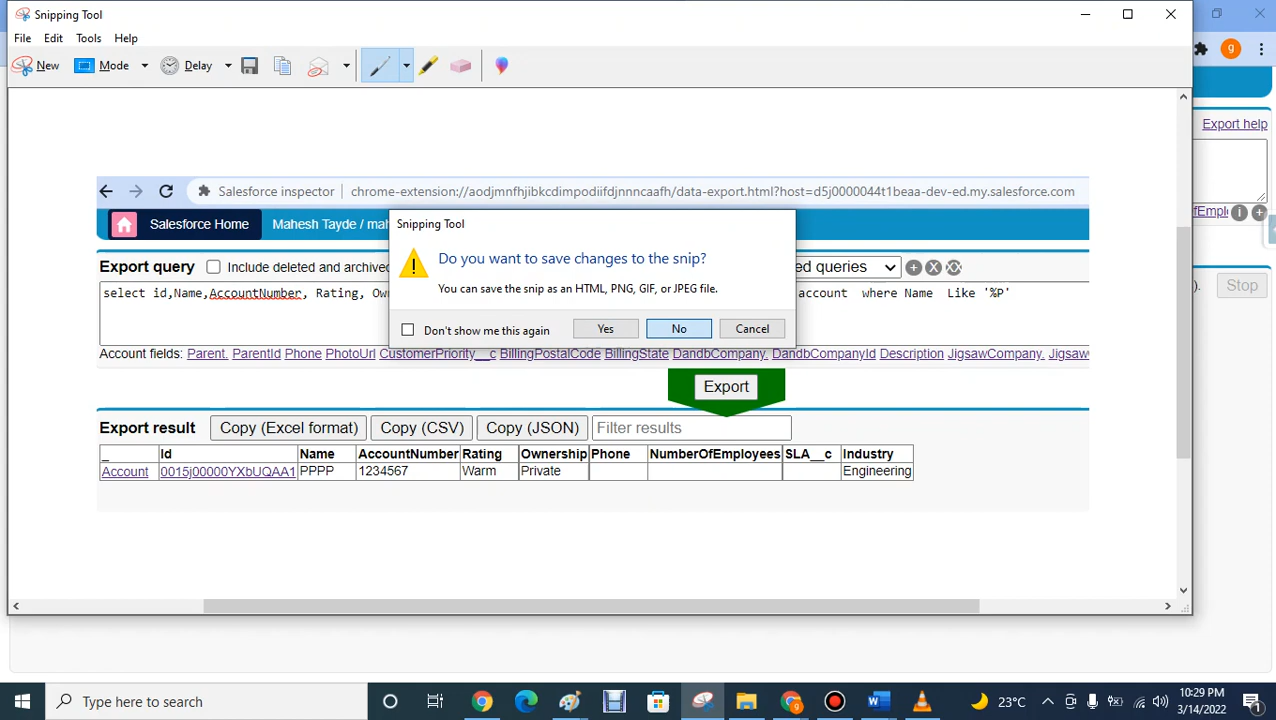 Snipping Tool
File Edit Tools Help
New Mode Delay
g
Export help
Salesforce inspector chrome-extension://aodjmnfhjibkcdimpodiifdjnnncaafh/data-export.html?host=d5j0000044t1beaa-dev-ed.my.salesforce.com
Salesforce Home Mahesh Tayde / mah
Snipping Tool
Do you want to save changes to the snip?
You can save the snip as an HTML, PNG, GIF, or JPEG file.
Don't show me this again Yes No Cancel
Export query Include deleted and archived ed queries
select id,Name,AccountNumber, Rating, Own account where Name Like '%P'
Account fields: Parent. ParentId Phone PhotoUrl CustomerPriority__c BillingPostalCode BillingState DandbCompany. DandbCompanyId Description JigsawCompany. Jigsaw
Export
Export result Copy (Excel format) Copy (CSV) Copy (JSON) Filter results
_ Id Name AccountNumber Rating Ownership Phone NumberOfEmployees SLA__c Industry
Account 0015j00000YXbUQAA1 PPPP 1234567 Warm Private Engineering
fEmpl
). Stop
Type here to search
9
W
23°C
10:29 PM
3/14/2022
1